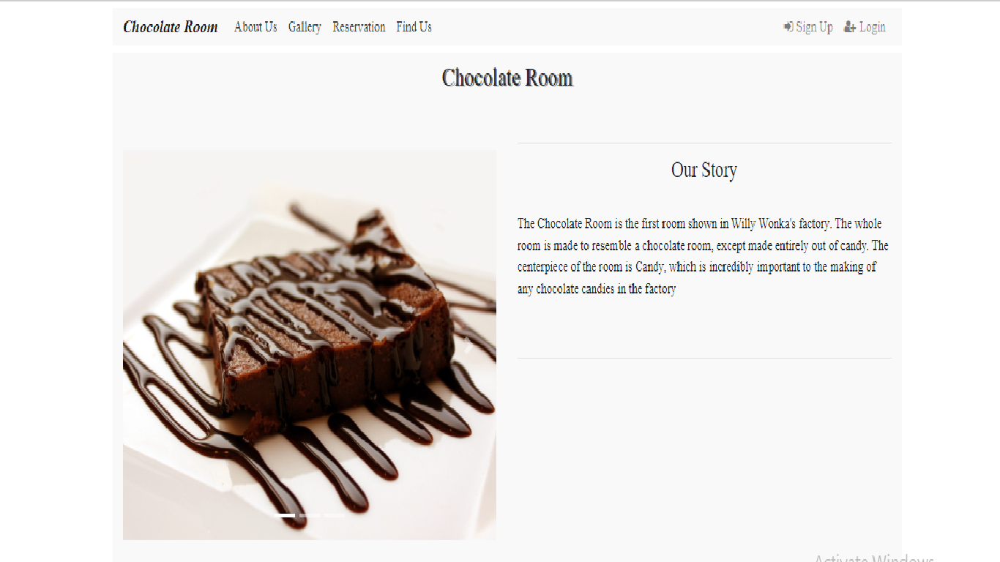 Chocolate Room About Us Gallery Reservation Find Us Sign Up Login
Chocolate Room
Our Story
The Chocolate Room is the first room shown in Willy Wonka's factory. The whole
room is made to resemble a chocolate room, except made entirely out of candy. The
centerpiece of the room is Candy, which is incredibly important to the making of
any chocolate candies in the factory
Activate Windows